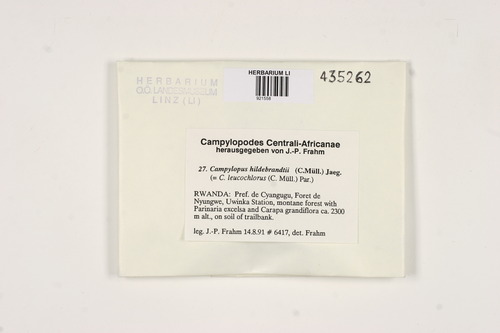 HERBARIUM
O.Ö. LANDESMUSEUM
LINZ (LI)
HERBARIUM LI
921558
435262
Campylopodes Centrali-Africanae
herausgegeben von J.-P. Frahm
27. Campylopus hildebrandtii (C.Müll.) Jaeg.
(= C. leucochlorus (C. Müll.) Par.)
RWANDA: Pref. de Cyangugu, Foret de
Nyungwe, Uwinka Station, montane forest with
Parinaria excelsa and Carapa grandiflora ca. 2300
m alt., on soil of trailbank.
leg. J.-P. Frahm 14.8.91 # 6417, det. Frahm